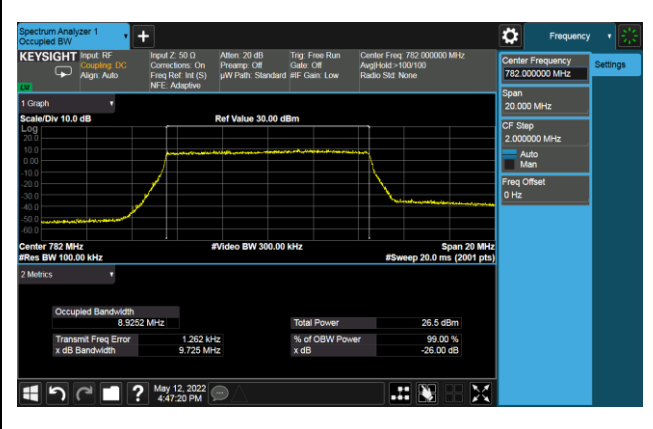 Spectrum Analyzer 1
Occupied BW
Frequency
KEYSIGHT
Input: RF
Coupling: DC
Align: Auto
Input Z: 50 Ω
Corrections: On
Freq Ref: Int (S)
NFE: Adaptive
Atten: 20 dB
Preamp: Off
µW Path: Standard
Trig: Free Run
Gate: Off
#IF Gain: Low
Center Freq: 782.000000 MHz
Avg|Hold:>100/100
Radio Std: None
LW
Center Frequency
782.000000 MHz
Settings
Span
20.000 MHz
CF Step
2.000000 MHz
Auto
Man
Freq Offset
0 Hz
1 Graph
Scale/Div 10.0 dB
Ref Value 30.00 dBm
Log
20.0
10.0
0.00
-10.0
-20.0
-30.0
-40.0
-50.0
-60.0
Center 782 MHz
#Video BW 300.00 kHz
Span 20 MHz
#Res BW 100.00 kHz
#Sweep 20.0 ms (2001 pts)
2 Metrics
Occupied Bandwidth
8.9252 MHz
Total Power 26.5 dBm
Transmit Freq Error 1.262 kHz
% of OBW Power 99.00 %
x dB Bandwidth 9.725 MHz
x dB -26.00 dB
May 12, 2022
4:47:20 PM